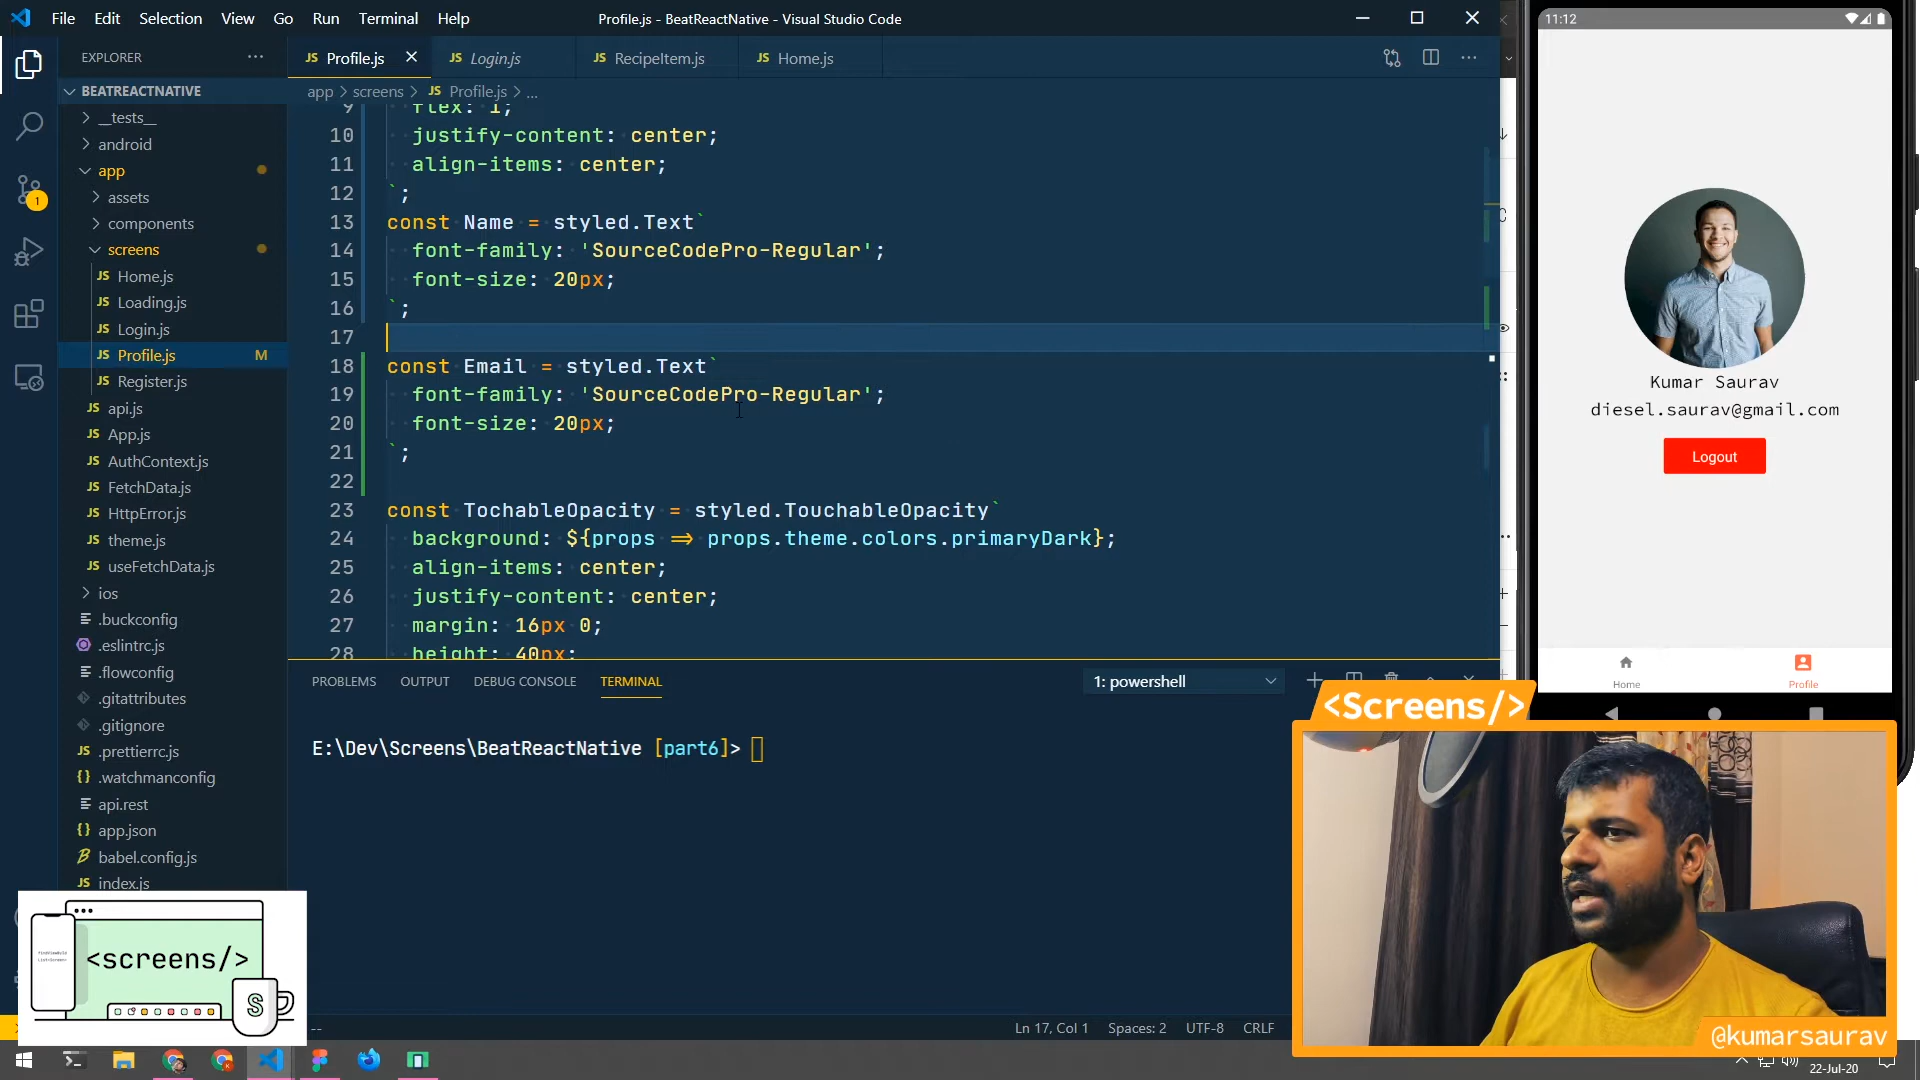 File Edit Selection View Go Run Terminal Help
Profile.js - BeatReactNative - Visual Studio Code
EXPLORER
BEATREACTNATIVE
__tests__
android
app
assets
components
screens
JS Home.js
JS Loading.js
JS Login.js
JS Profile.js M
JS Register.js
JS api.js
JS App.js
JS AuthContext.js
JS FetchData.js
JS HttpError.js
JS theme.js
JS useFetchData.js
ios
.buckconfig
.eslintrc.js
.flowconfig
.gitattributes
.gitignore
JS .prettierrc.js
{} .watchmanconfig
api.rest
{} app.json
babel.config.js
JS index.js
1
JS Profile.js
JS Login.js
JS RecipeItem.js
JS Home.js
app > screens > JS Profile.js > ...
9 flex: 1;
10 justify-content: center;
11 align-items: center;
12 `;
13 const Name = styled.Text`
14 font-family: 'SourceCodePro-Regular';
15 font-size: 20px;
16 `;
17
18 const Email = styled.Text`
19 font-family: 'SourceCodePro-Regular';
20 font-size: 20px;
21 `;
22
23 const TochableOpacity = styled.TouchableOpacity`
24 background: ${props => props.theme.colors.primaryDark};
25 align-items: center;
26 justify-content: center;
27 margin: 16px 0;
28 height: 40px;
PROBLEMS OUTPUT DEBUG CONSOLE TERMINAL
1: powershell
E:\Dev\Screens\BeatReactNative [part6]>
Ln 17, Col 1 Spaces: 2 UTF-8 CRLF
11:12
Kumar Saurav
diesel.saurav@gmail.com
Logout
Home
Profile
<Screens/>
@kumarsaurav
<screens/>
S
22-Jul-20